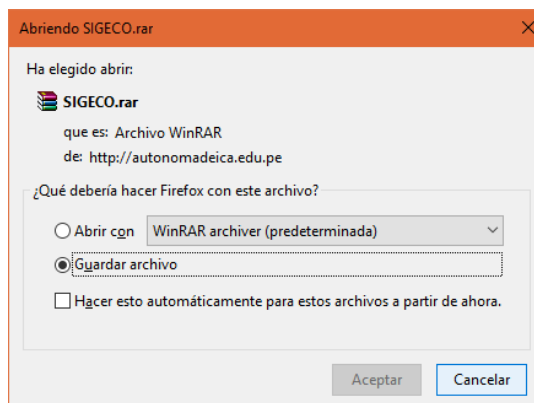 Abriendo SIGECO.rar
Ha elegido abrir:
SIGECO.rar
que es: Archivo WinRAR
de: http://autonomadeica.edu.pe
¿Qué debería hacer Firefox con este archivo?
Abrir con WinRAR archiver (predeterminada)
Guardar archivo
Hacer esto automáticamente para estos archivos a partir de ahora.
Aceptar Cancelar